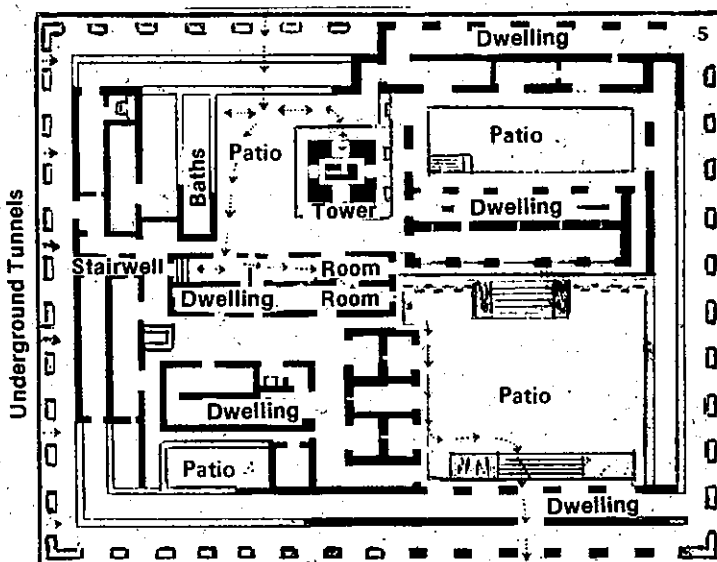 Dwelling
5
Patio
Patio
Baths
Tower
Dwelling
Stairwell
Room
Dwelling
Room
Underground Tunnels
Patio
Dwelling
Patio
Dwelling